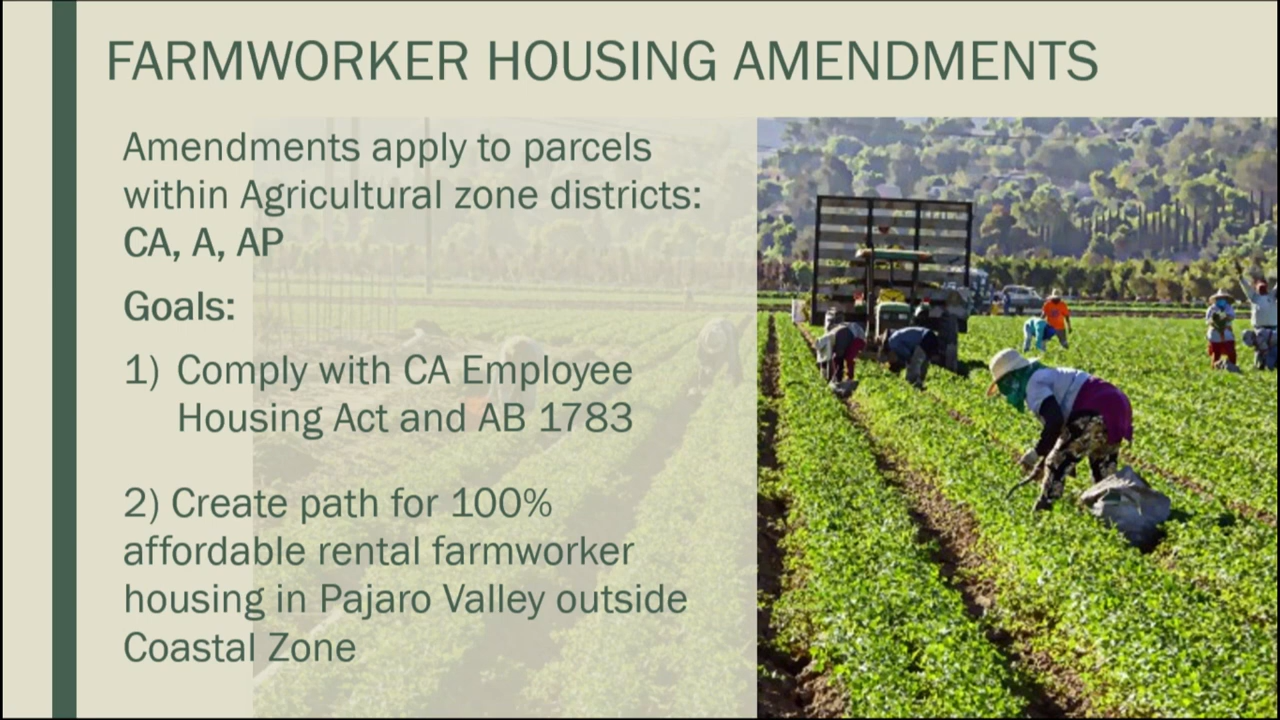 FARMWORKER HOUSING AMENDMENTS
Amendments apply to parcels
within Agricultural zone districts:
CA, A, AP
Goals:
1) Comply with CA Employee
Housing Act and AB 1783
2) Create path for 100%
affordable rental farmworker
housing in Pajaro Valley outside
Coastal Zone